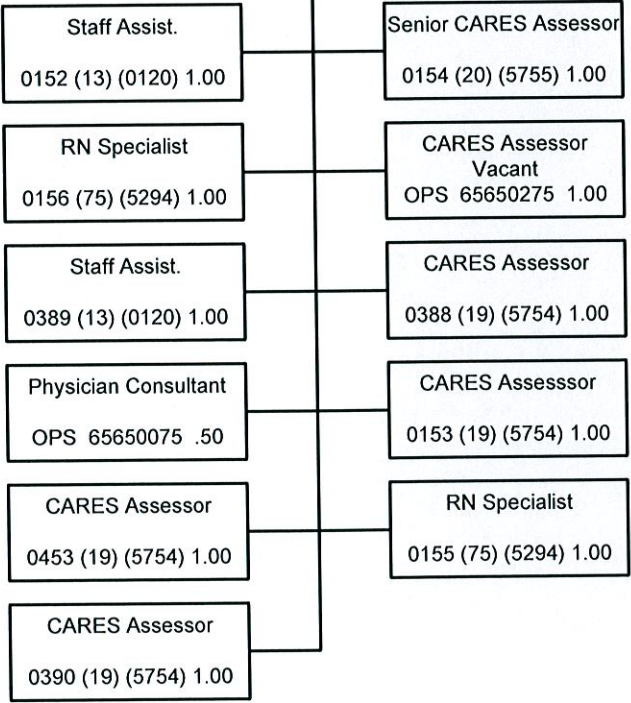 Staff Assist.
0152 (13) (0120) 1.00
Senior CARES Assessor
0154 (20) (5755) 1.00
RN Specialist
0156 (75) (5294) 1.00
CARES Assessor
Vacant
OPS 65650275 1.00
Staff Assist.
0389 (13) (0120) 1.00
CARES Assessor
0388 (19) (5754) 1.00
Physician Consultant
OPS 65650075 .50
CARES Assesssor
0153 (19) (5754) 1.00
CARES Assessor
0453 (19) (5754) 1.00
RN Specialist
0155 (75) (5294) 1.00
CARES Assessor
0390 (19) (5754) 1.00